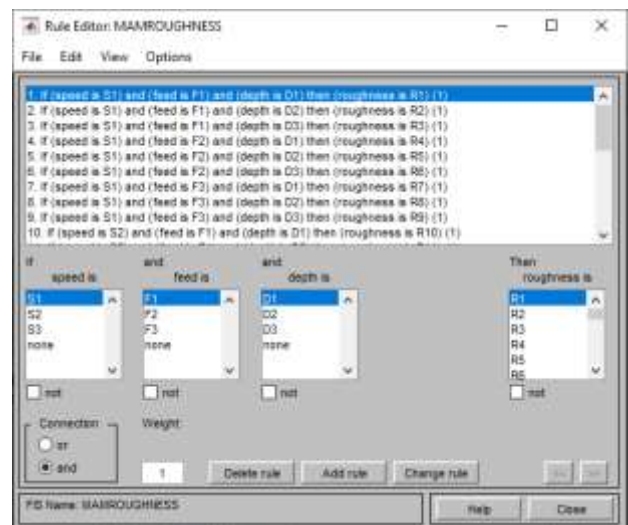 Rule Editor: MAMROUGHNESS
File Edit View Options
1. If (speed is S1) and (feed is F1) and (depth is D1) then (roughness is R1) (1)
2. If (speed is S1) and (feed is F1) and (depth is D2) then (roughness is R2) (1)
3. If (speed is S1) and (feed is F1) and (depth is D3) then (roughness is R3) (1)
4. If (speed is S1) and (feed is F2) and (depth is D1) then (roughness is R4) (1)
5. If (speed is S1) and (feed is F2) and (depth is D2) then (roughness is R5) (1)
6. If (speed is S1) and (feed is F2) and (depth is D3) then (roughness is R6) (1)
7. If (speed is S1) and (feed is F3) and (depth is D1) then (roughness is R7) (1)
8. If (speed is S1) and (feed is F3) and (depth is D2) then (roughness is R8) (1)
9. If (speed is S1) and (feed is F3) and (depth is D3) then (roughness is R9) (1)
10. If (speed is S2) and (feed is F1) and (depth is D1) then (roughness is R10) (1)
If and and Then
speed is feed is depth is roughness is
S1 F1 D1 R1
S2 F2 D2 R2
S3 F3 D3 R3
none none none R4
R5
R6
not not not not
Connection Weight:
or
and 1 Delete rule Add rule Change rule << >>
FIS Name: MAMROUGHNESS Help Close